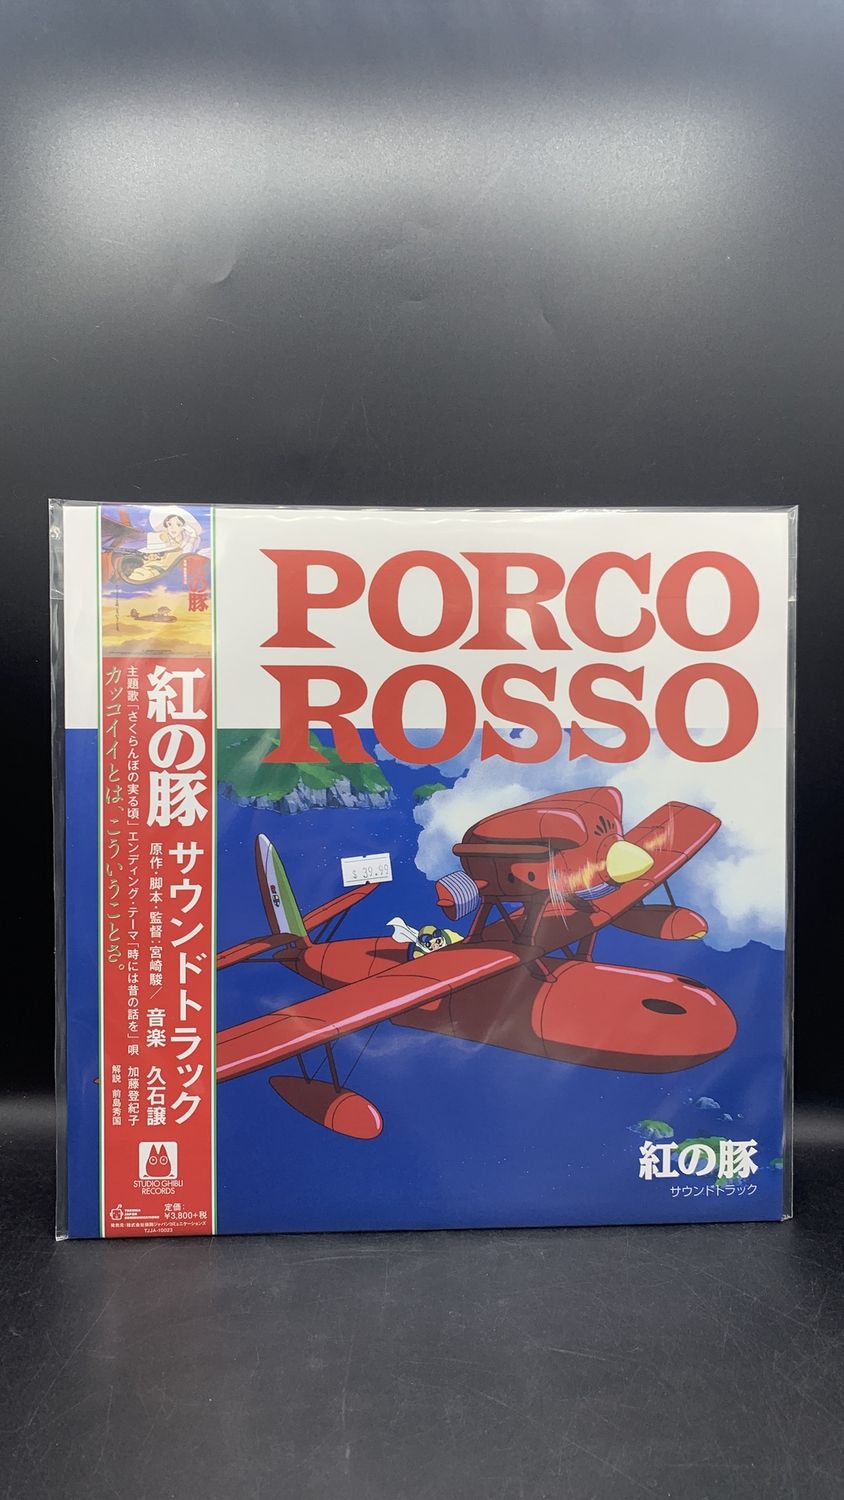 PORCO
ROSSO
紅の豚
紅の豚 サウンドトラック
原作・脚本・監督:宮崎駿/ 音楽 久石譲
主題歌「さくらんぼの実る頃」エンディング・テーマ「時には昔の話を」 唄 加藤登紀子
解説 前島秀国
カッコイイとは、こういうことさ。
STUDIO GHIBLI
RECORDS
定価:
¥3,800+税
TJJA-10023
$ 39.99
紅の豚
サウンドトラック